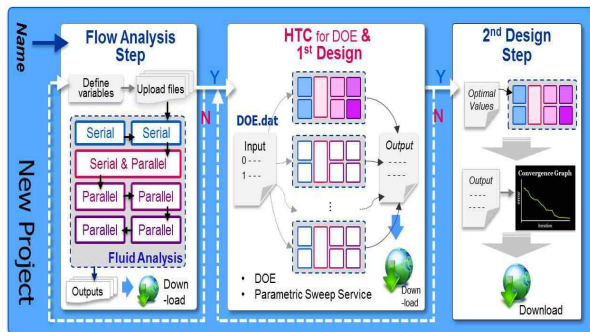 Name
New Project
Flow Analysis
Step
Define
variables
Upload files
Serial
Serial
Serial & Parallel
Parallel
Parallel
Parallel
Parallel
Fluid Analysis
Outputs
Down
-load
Y
N
HTC for DOE &
1st Design
DOE.dat
Input
0 ---
1 ---
Output
----
----
⋮
Down
-load
• DOE
• Parametric Sweep Service
Y
N
2nd Design
Step
Optimal
Values
Output
----
----
Convergence Graph
Iteration
Download